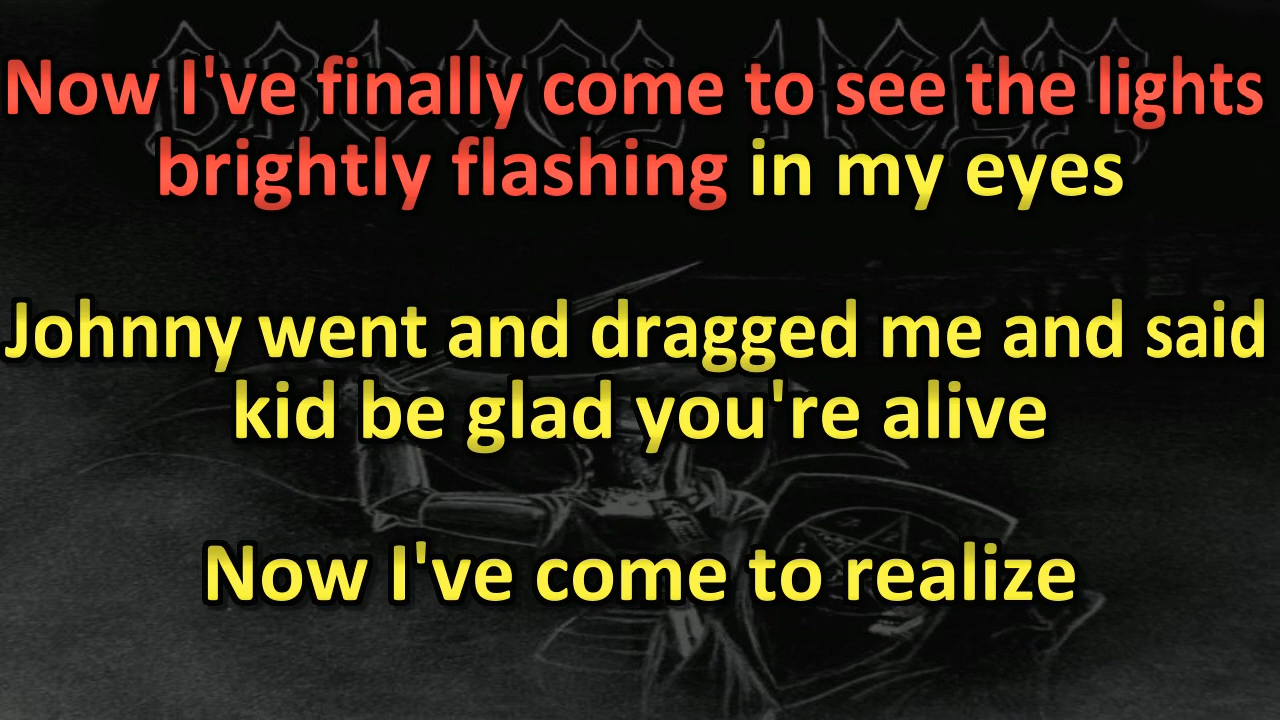 Now I've finally come to see the lights
brightly flashing in my eyes
Johnny went and dragged me and said
kid be glad you're alive
Now I've come to realize